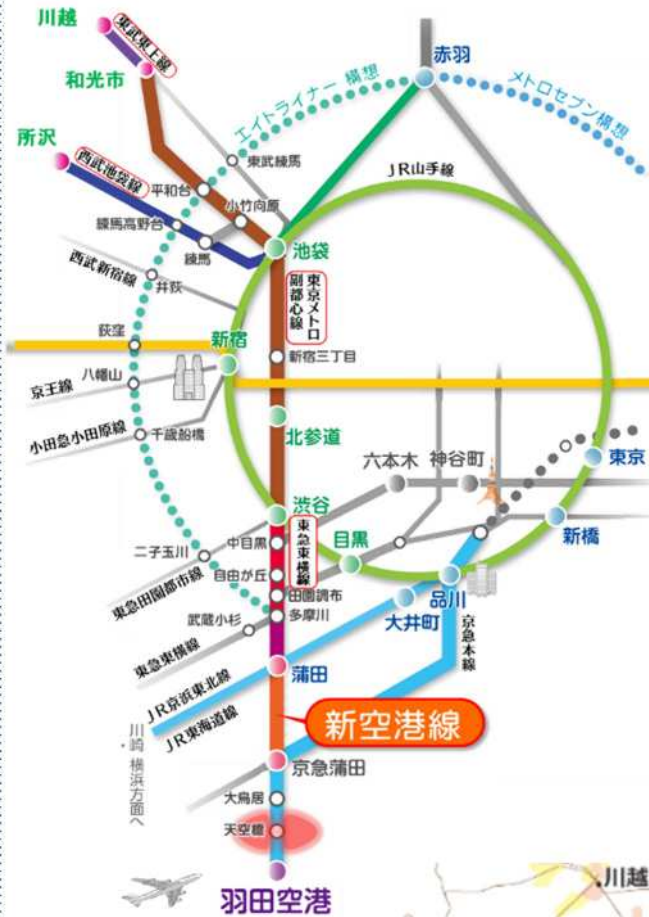 川越
東武東上線
和光市
赤羽
エイトライナー 構想
メトロセブン構想
所沢
西武池袋線
東武練馬
JR山手線
平和台
小竹向原
練馬高野台
練馬
池袋
西武新宿線
井荻
東京メトロ
副都心線
荻窪
新宿
新宿三丁目
八幡山
京王線
北参道
小田急小田原線
千歳船橋
六本木
神谷町
東京
渋谷
新橋
東急東横線
中目黒
目黒
二子玉川
自由が丘
東急田園都市線
田園調布
品川
武蔵小杉
多摩川
大井町
京急本線
東急東横線
蒲田
JR京浜東北線
JR東海道線
新空港線
川崎・横浜方面へ
京急蒲田
大鳥居
天空橋
羽田空港
川越